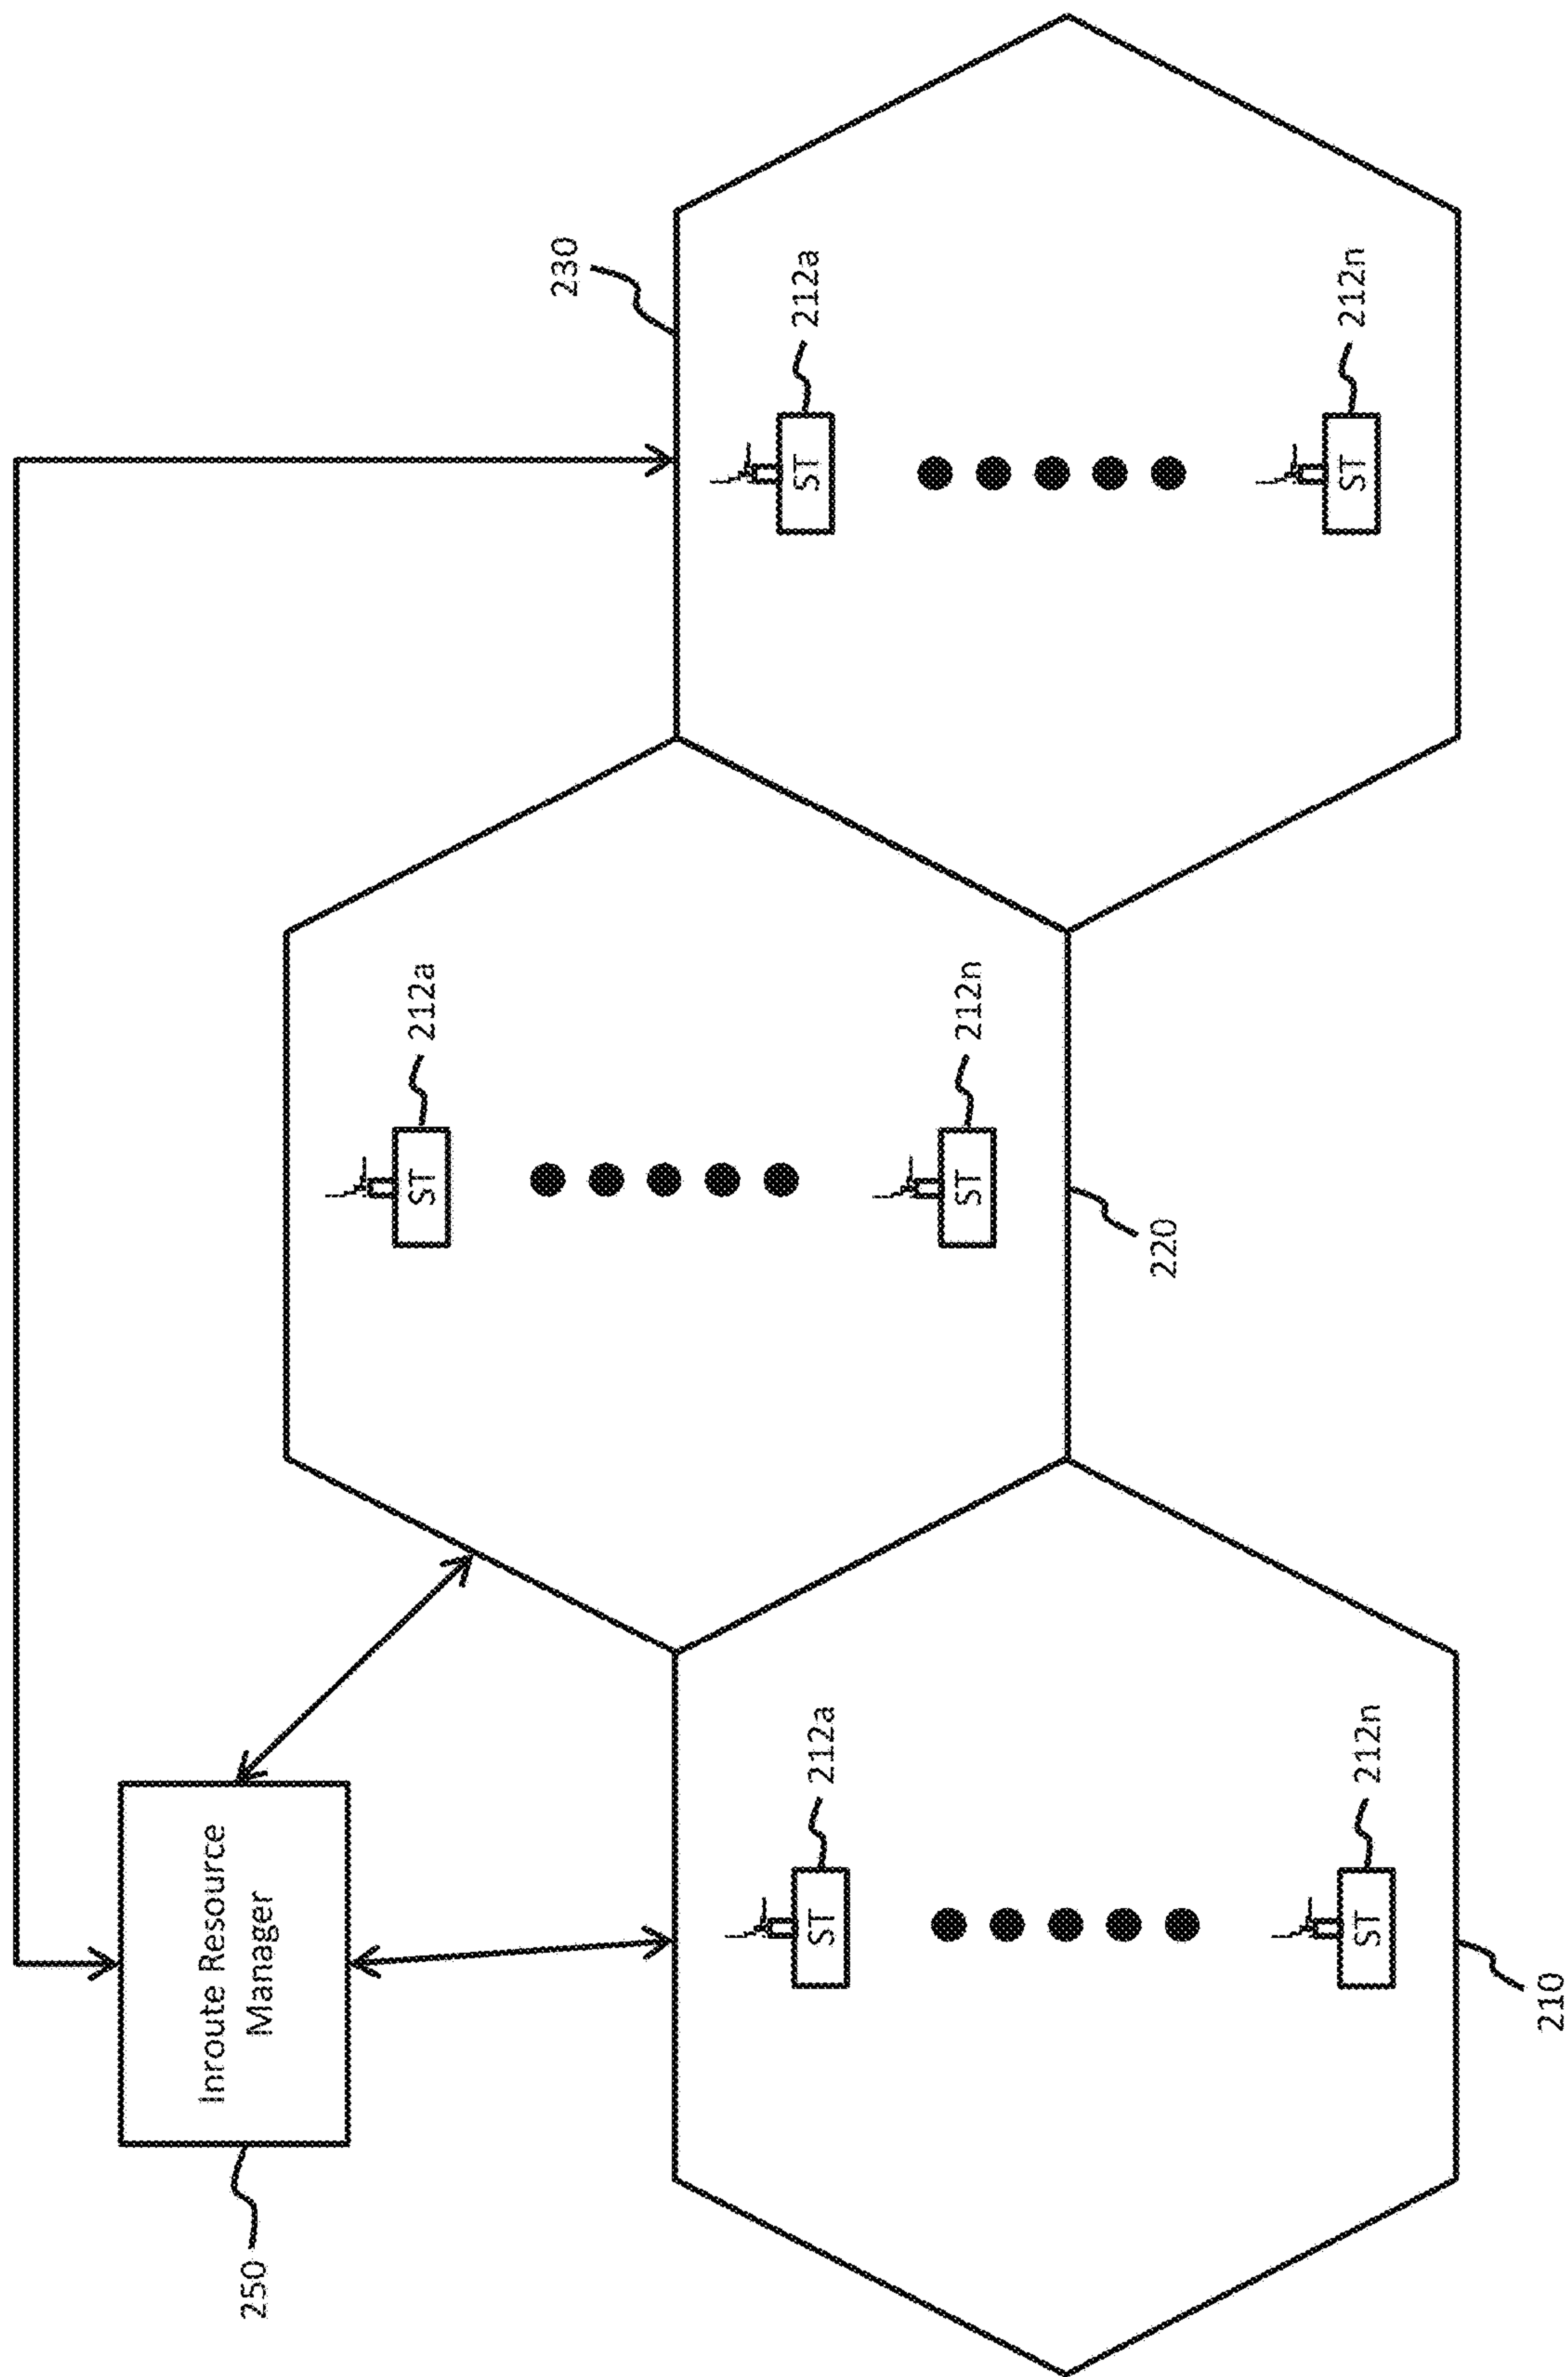 Inroute Resource
Manager
250
ST
212a
230
ST
212a
ST
212a
ST
212n
220
ST
212n
ST
212n
210